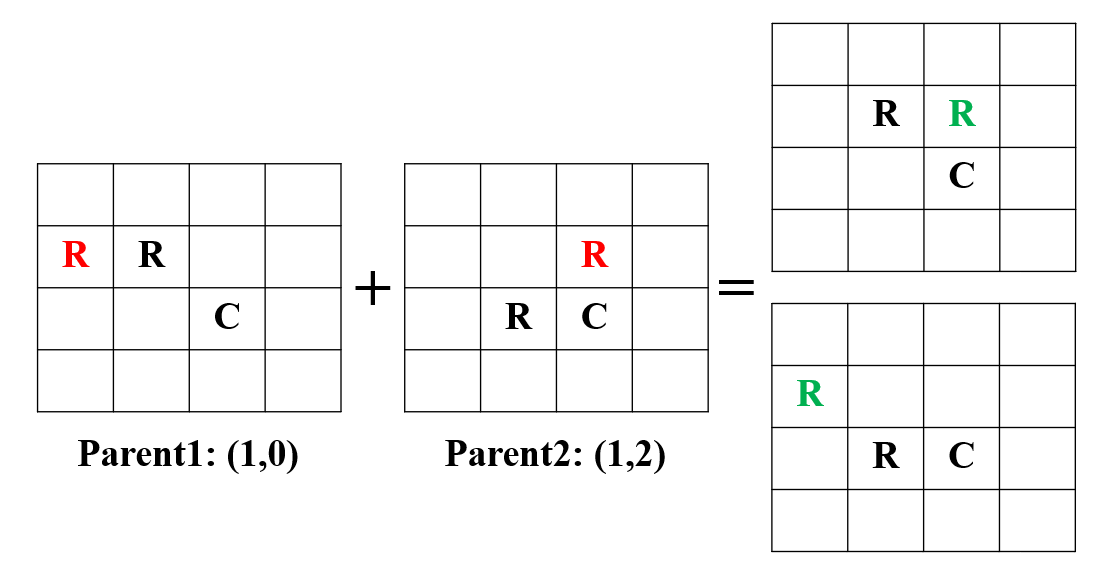 R R
C
Parent1: (1,0)
+
R
R C
Parent2: (1,2)
=
R R
C
R
R C